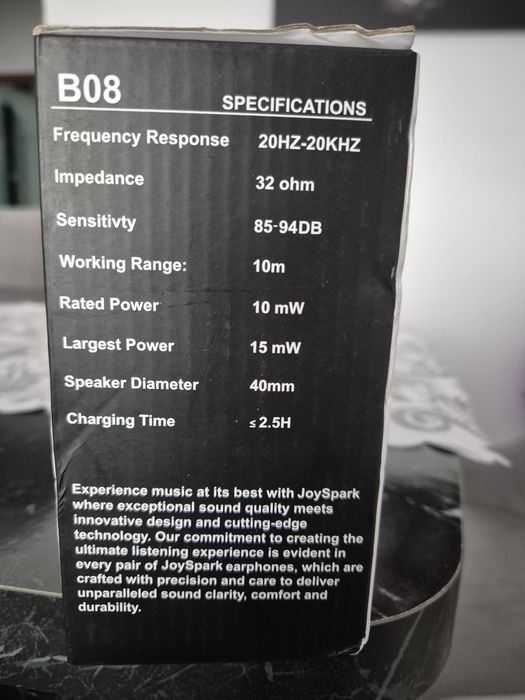 B08
SPECIFICATIONS
Frequency Response 20HZ-20KHZ
Impedance 32 ohm
Sensitivty 85-94DB
Working Range: 10m
Rated Power 10 mW
Largest Power 15 mW
Speaker Diameter 40mm
Charging Time ≤2.5H
Experience music at its best with JoySpark
where exceptional sound quality meets
innovative design and cutting-edge
technology. Our commitment to creating the
ultimate listening experience is evident in
every pair of JoySpark earphones, which are
crafted with precision and care to deliver
unparalleled sound clarity, comfort and
durability.